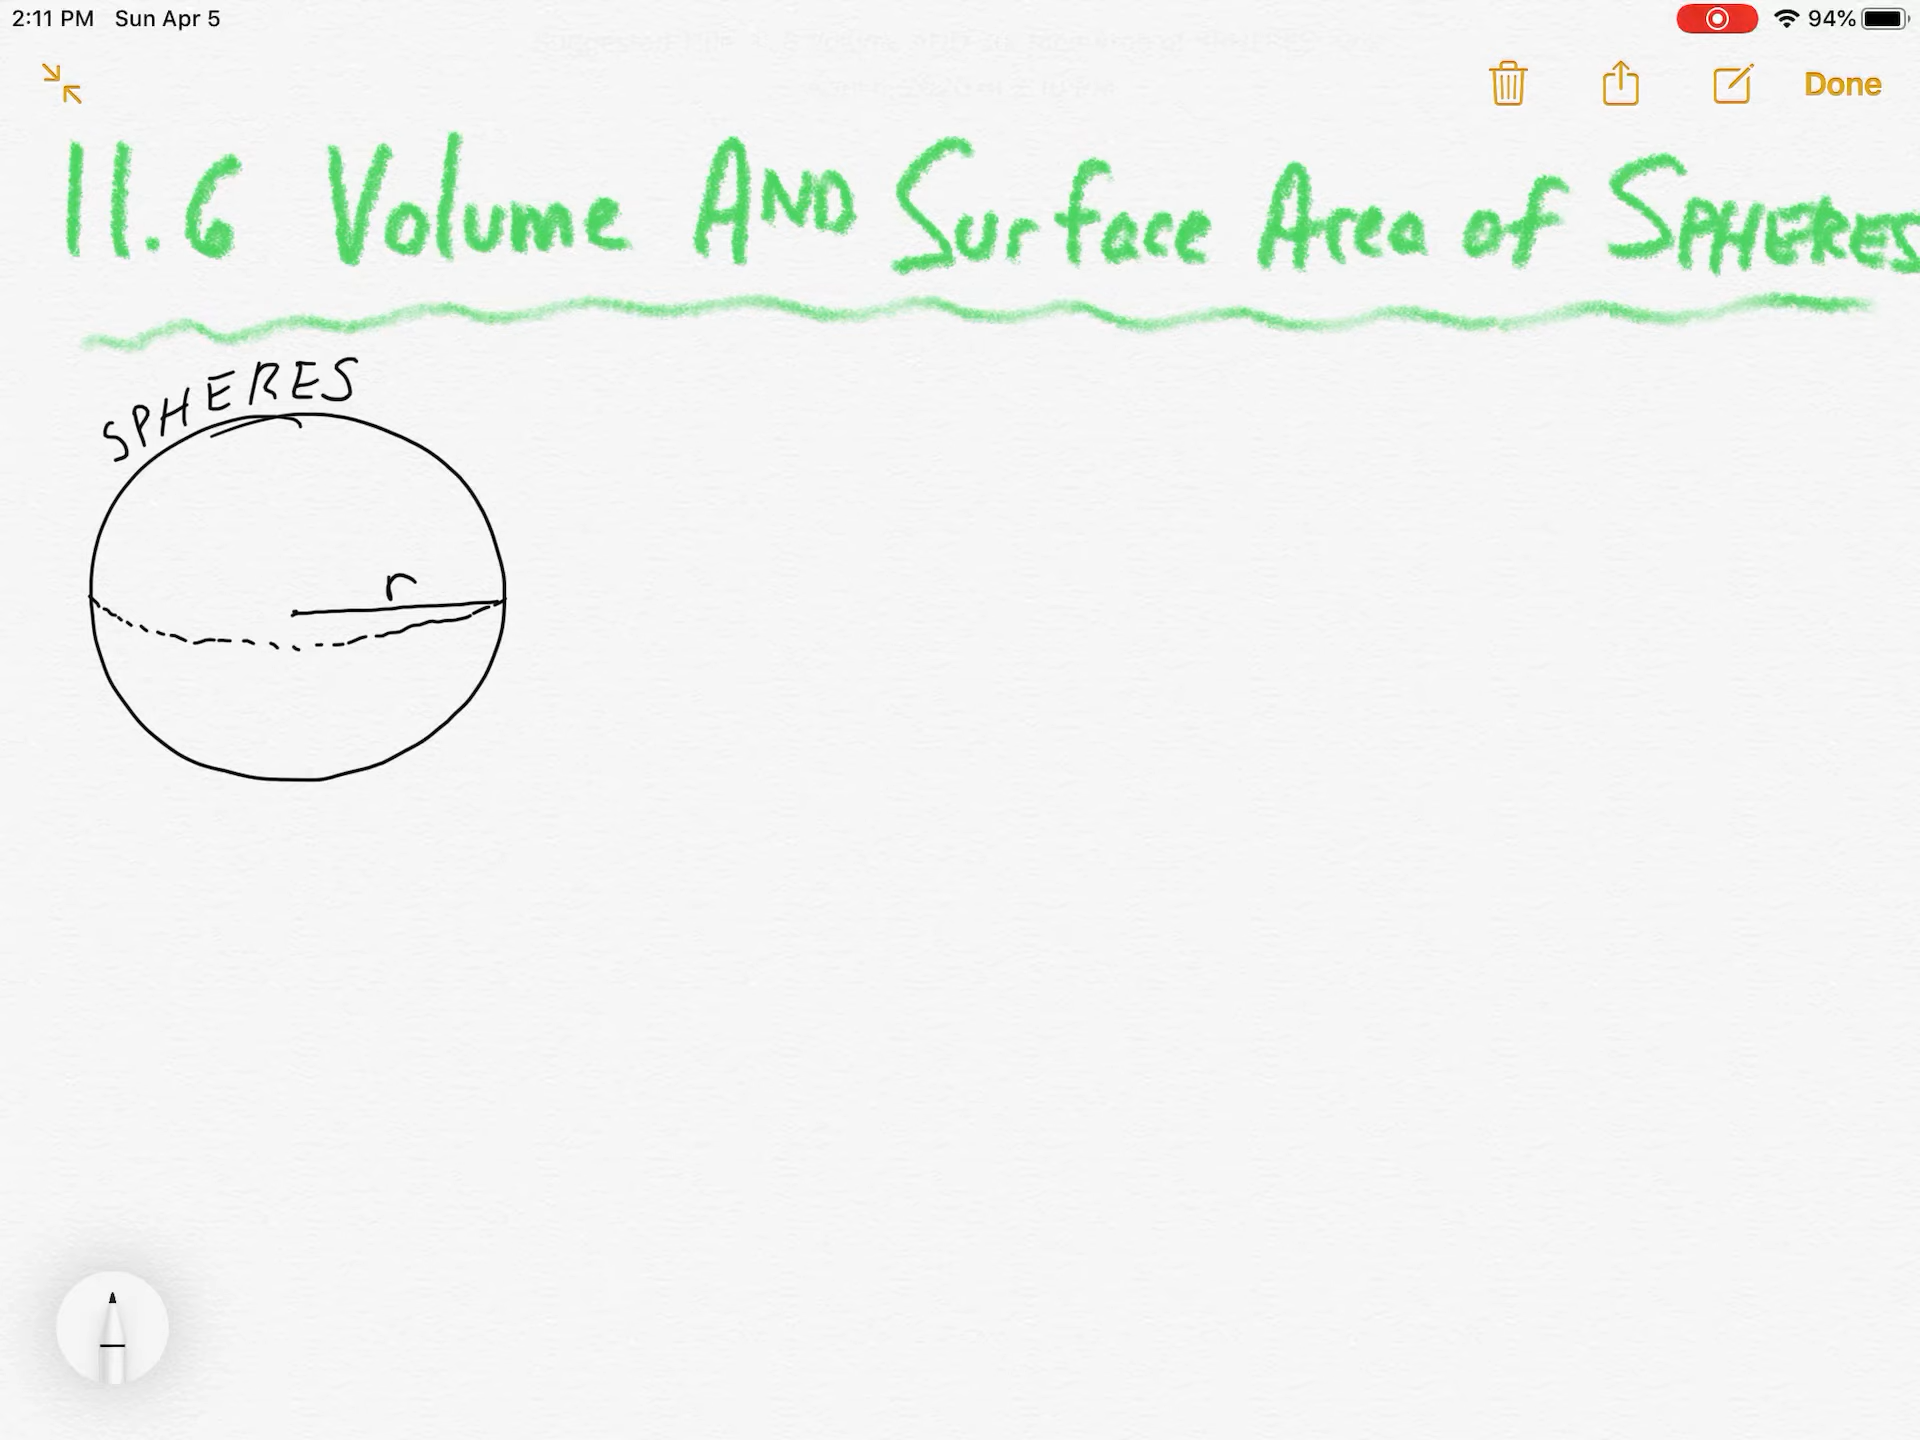 2:11 PM Sun Apr 5
94%
Done
11.6 Volume AND Surface Area of SPHERES
SPHERES
r